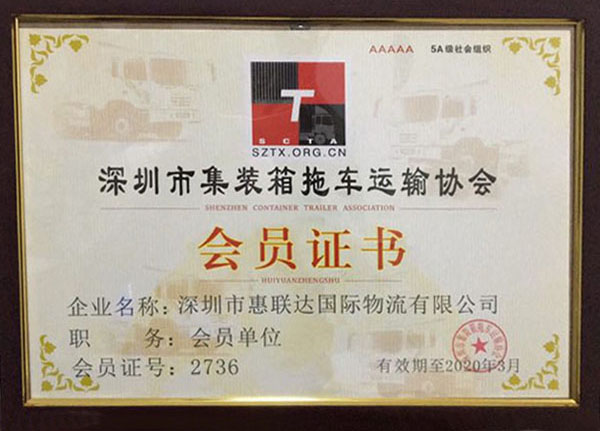 AAAAA 5A级社会组织
T
SCTA
SZTX.ORG.CN
深圳市集装箱拖车运输协会
SHENZHEN CONTAINER TRAILER ASSOCIATION
会员证书
HUIYUANZHENGSHU
企业名称：深圳市惠联达国际物流有限公司
职务：会员单位
会员证号：2736
有效期至2020年3月